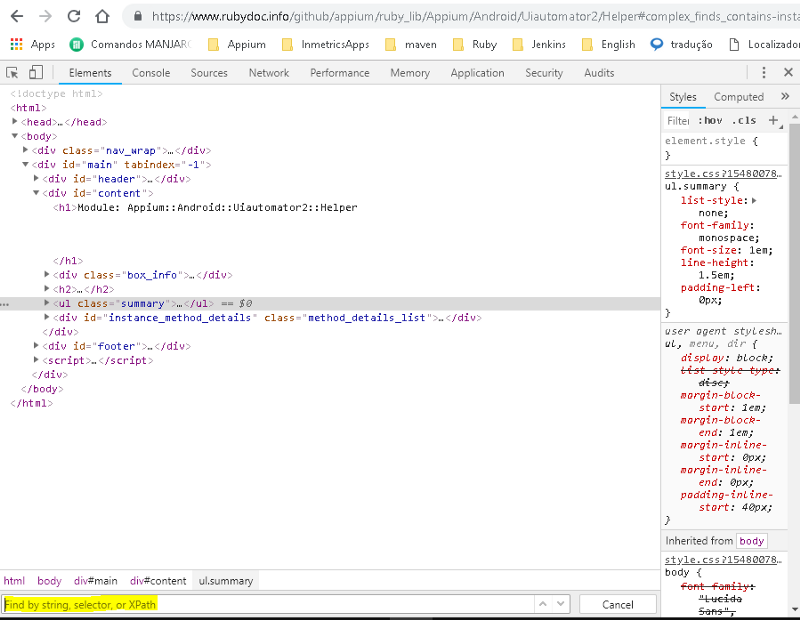 https://www.rubydoc.info/github/appium/ruby_lib/Appium/Android/Uiautomator2/Helper#complex_finds_contains-insta
Apps Comandos MANJARO Appium InmetricsApps maven Ruby Jenkins English tradução Localizador
Elements Console Sources Network Performance Memory Application Security Audits
<!doctype html>
<html>
<head>…</head>
<body>
<div class="nav_wrap">…</div>
<div id="main" tabindex="-1">
<div id="header">…</div>
<div id="content">
<h1>Module: Appium::Android::Uiautomator2::Helper
</h1>
<div class="box_info">…</div>
<h2>…</h2>
… <ul class="summary">…</ul> == $0
<div id="instance_method_details" class="method_details_list">…</div>
</div>
<div id="footer">…</div>
<script>…</script>
</div>
</body>
</html>
html body div#main div#content ul.summary
Find by string, selector, or XPath
Cancel
Styles Computed »
Filter :hov .cls +
element.style {
}
style.css?15480078…
ul.summary {
list-style:
none;
font-family:
monospace;
font-size: 1em;
line-height:
1.5em;
padding-left:
0px;
}
user agent stylesh…
ul, menu, dir {
display: block;
list-style-type:
disc;
margin-block-
start: 1em;
margin-block-
end: 1em;
margin-inline-
start: 0px;
margin-inline-
end: 0px;
padding-inline-
start: 40px;
}
Inherited from body
style.css?15480078…
body {
font-family:
"Lucida
Sans",